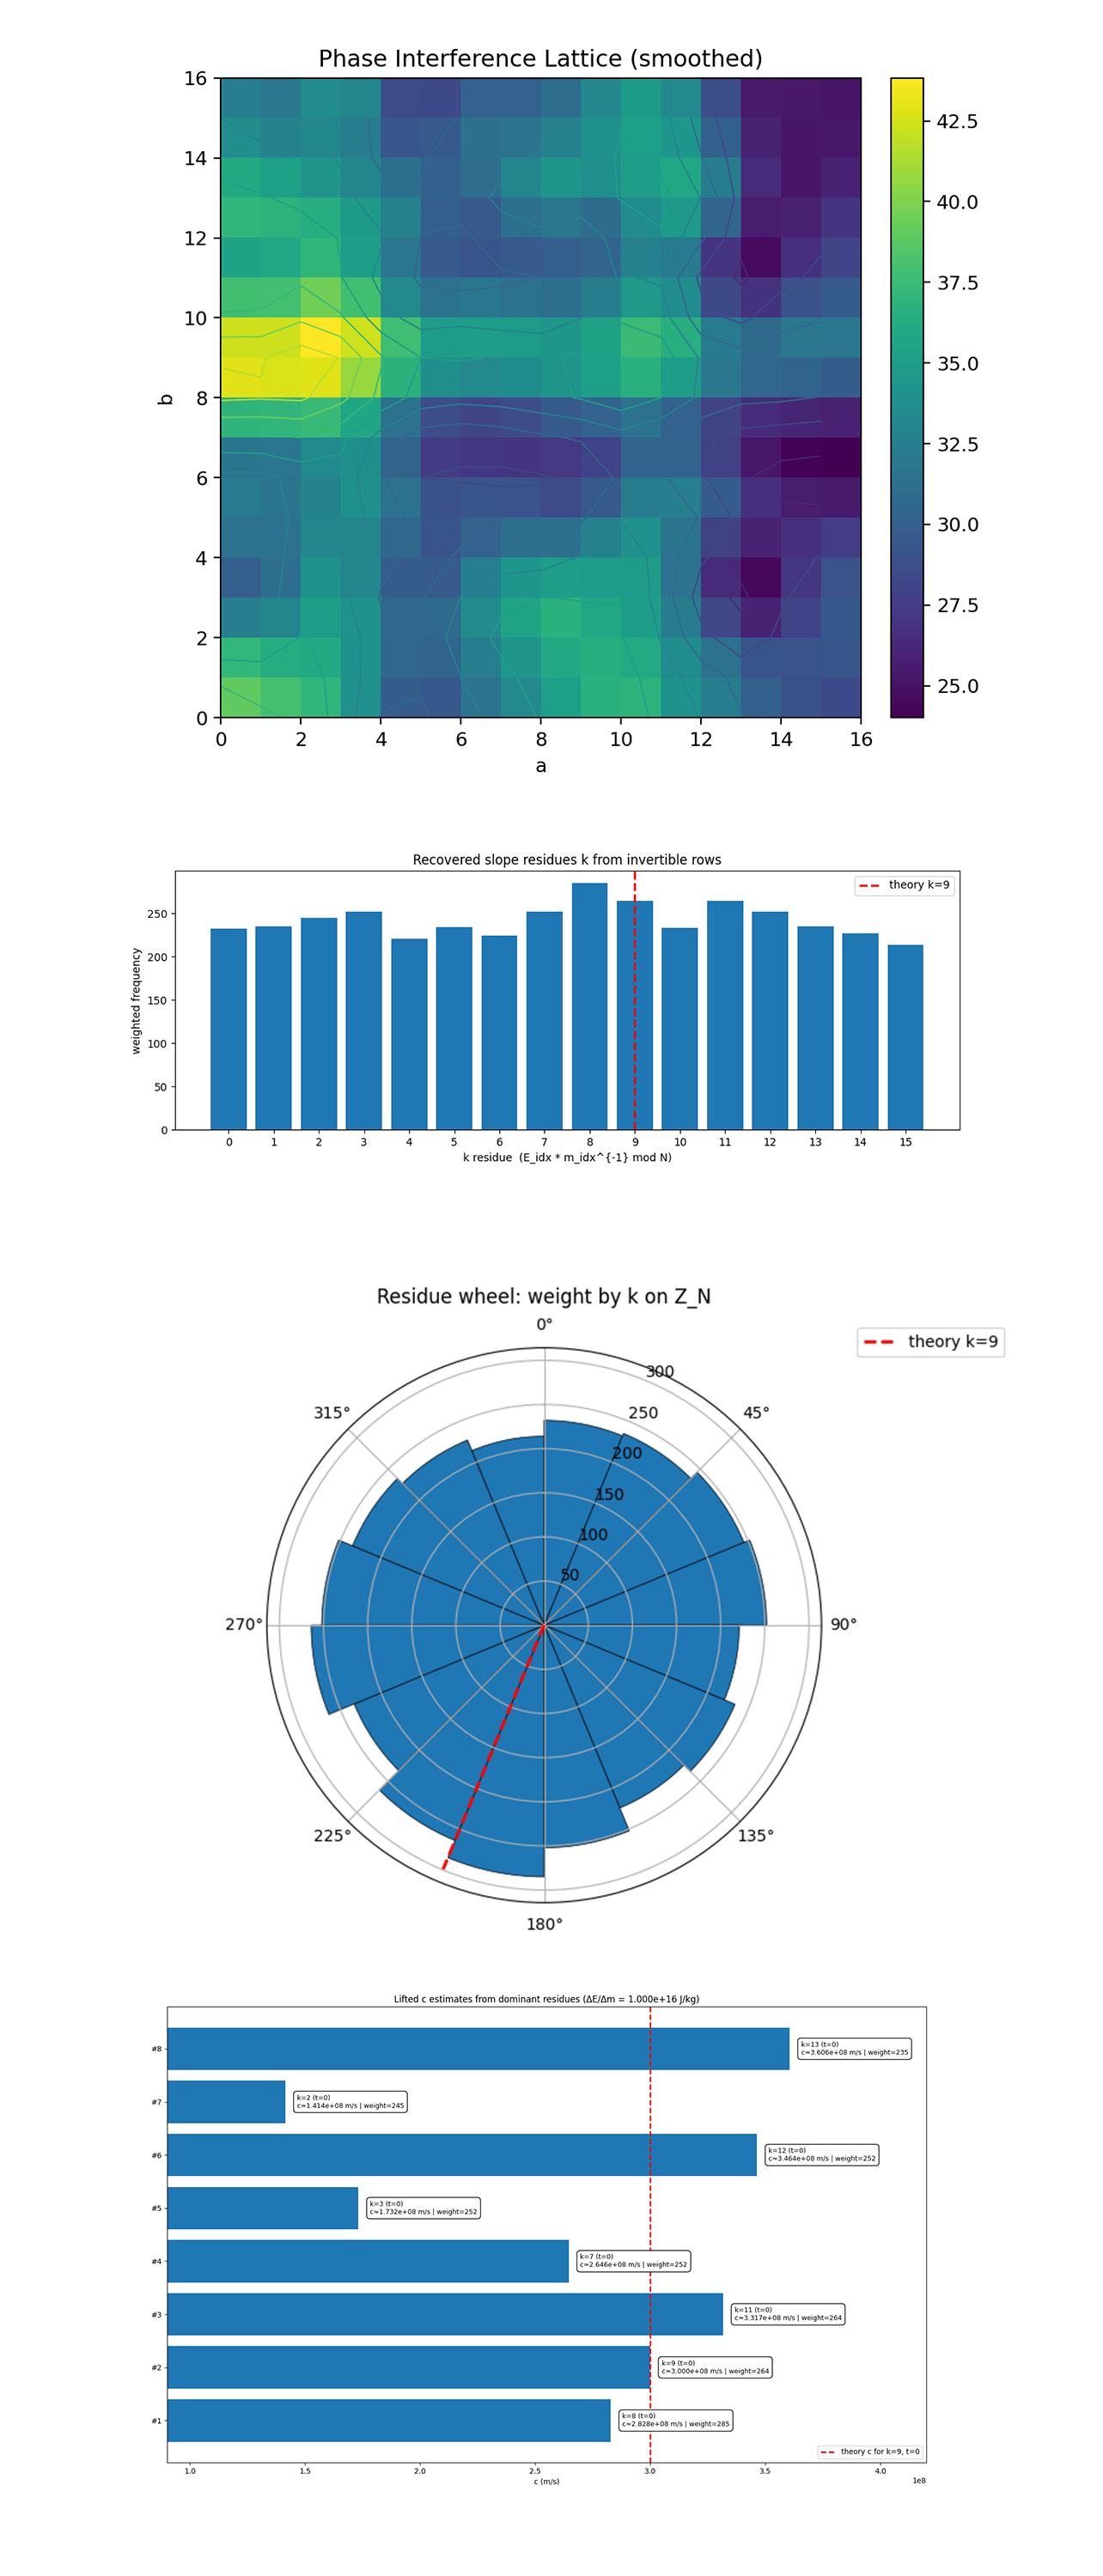 Phase Interference Lattice (smoothed)
16
14
12
10
8
6
4
2
0
b
0 2 4 6 8 10 12 14 16
a
42.5
40.0
37.5
35.0
32.5
30.0
27.5
25.0
Recovered slope residues k from invertible rows
theory k=9
250
200
150
100
50
0
weighted frequency
0 1 2 3 4 5 6 7 8 9 10 11 12 13 14 15
k residue (E_idx * m_idx^{-1} mod N)
Residue wheel: weight by k on Z_N
theory k=9
0°
315°
45°
300
250
200
150
100
50
270°
90°
225°
135°
180°
Lifted c estimates from dominant residues (ΔE/Δm = 1.000e+16 J/kg)
#8
k=13 (t=0)
c≈3.606e+08 m/s | weight=235
#7
k=2 (t=0)
c≈1.414e+08 m/s | weight=245
#6
k=12 (t=0)
c≈3.464e+08 m/s | weight=252
#5
k=3 (t=0)
c≈1.732e+08 m/s | weight=252
#4
k=7 (t=0)
c≈2.646e+08 m/s | weight=252
#3
k=11 (t=0)
c≈3.317e+08 m/s | weight=264
#2
k=9 (t=0)
c≈3.000e+08 m/s | weight=264
#1
k=8 (t=0)
c≈2.828e+08 m/s | weight=285
theory c for k=9, t=0
1.0 1.5 2.0 2.5 3.0 3.5 4.0
1e8
c (m/s)